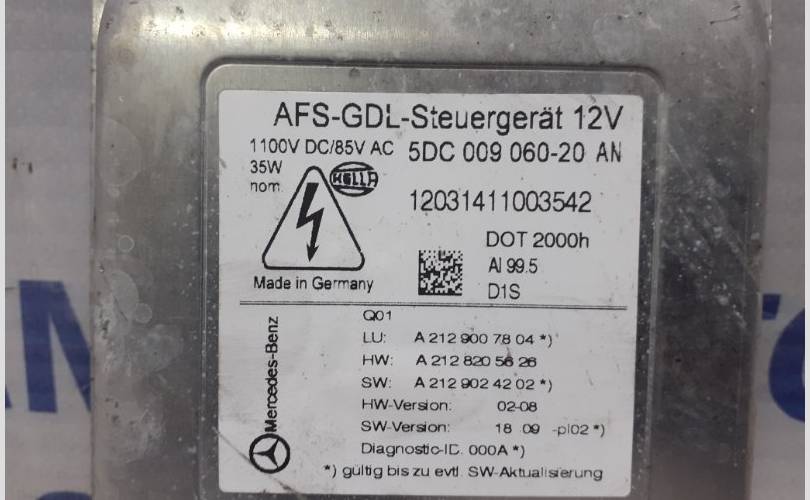 AFS-GDL-Steuergerät 12V
1100V DC/85V AC 5DC 009 060-20 AN
35W
nom.
HELLA
12031411003542
DOT 2000h
Al 99.5
D1S
Made in Germany
Q01
LU: A 212 900 78 04 *)
HW: A 212 820 56 26
SW: A 212 902 42 02 *)
HW-Version: 02-08
SW-Version: 18 09 -pl02 *)
Diagnostic-ID. 000A *)
*) gültig bis zu evtl. SW-Aktualisierung
Mercedes-Benz